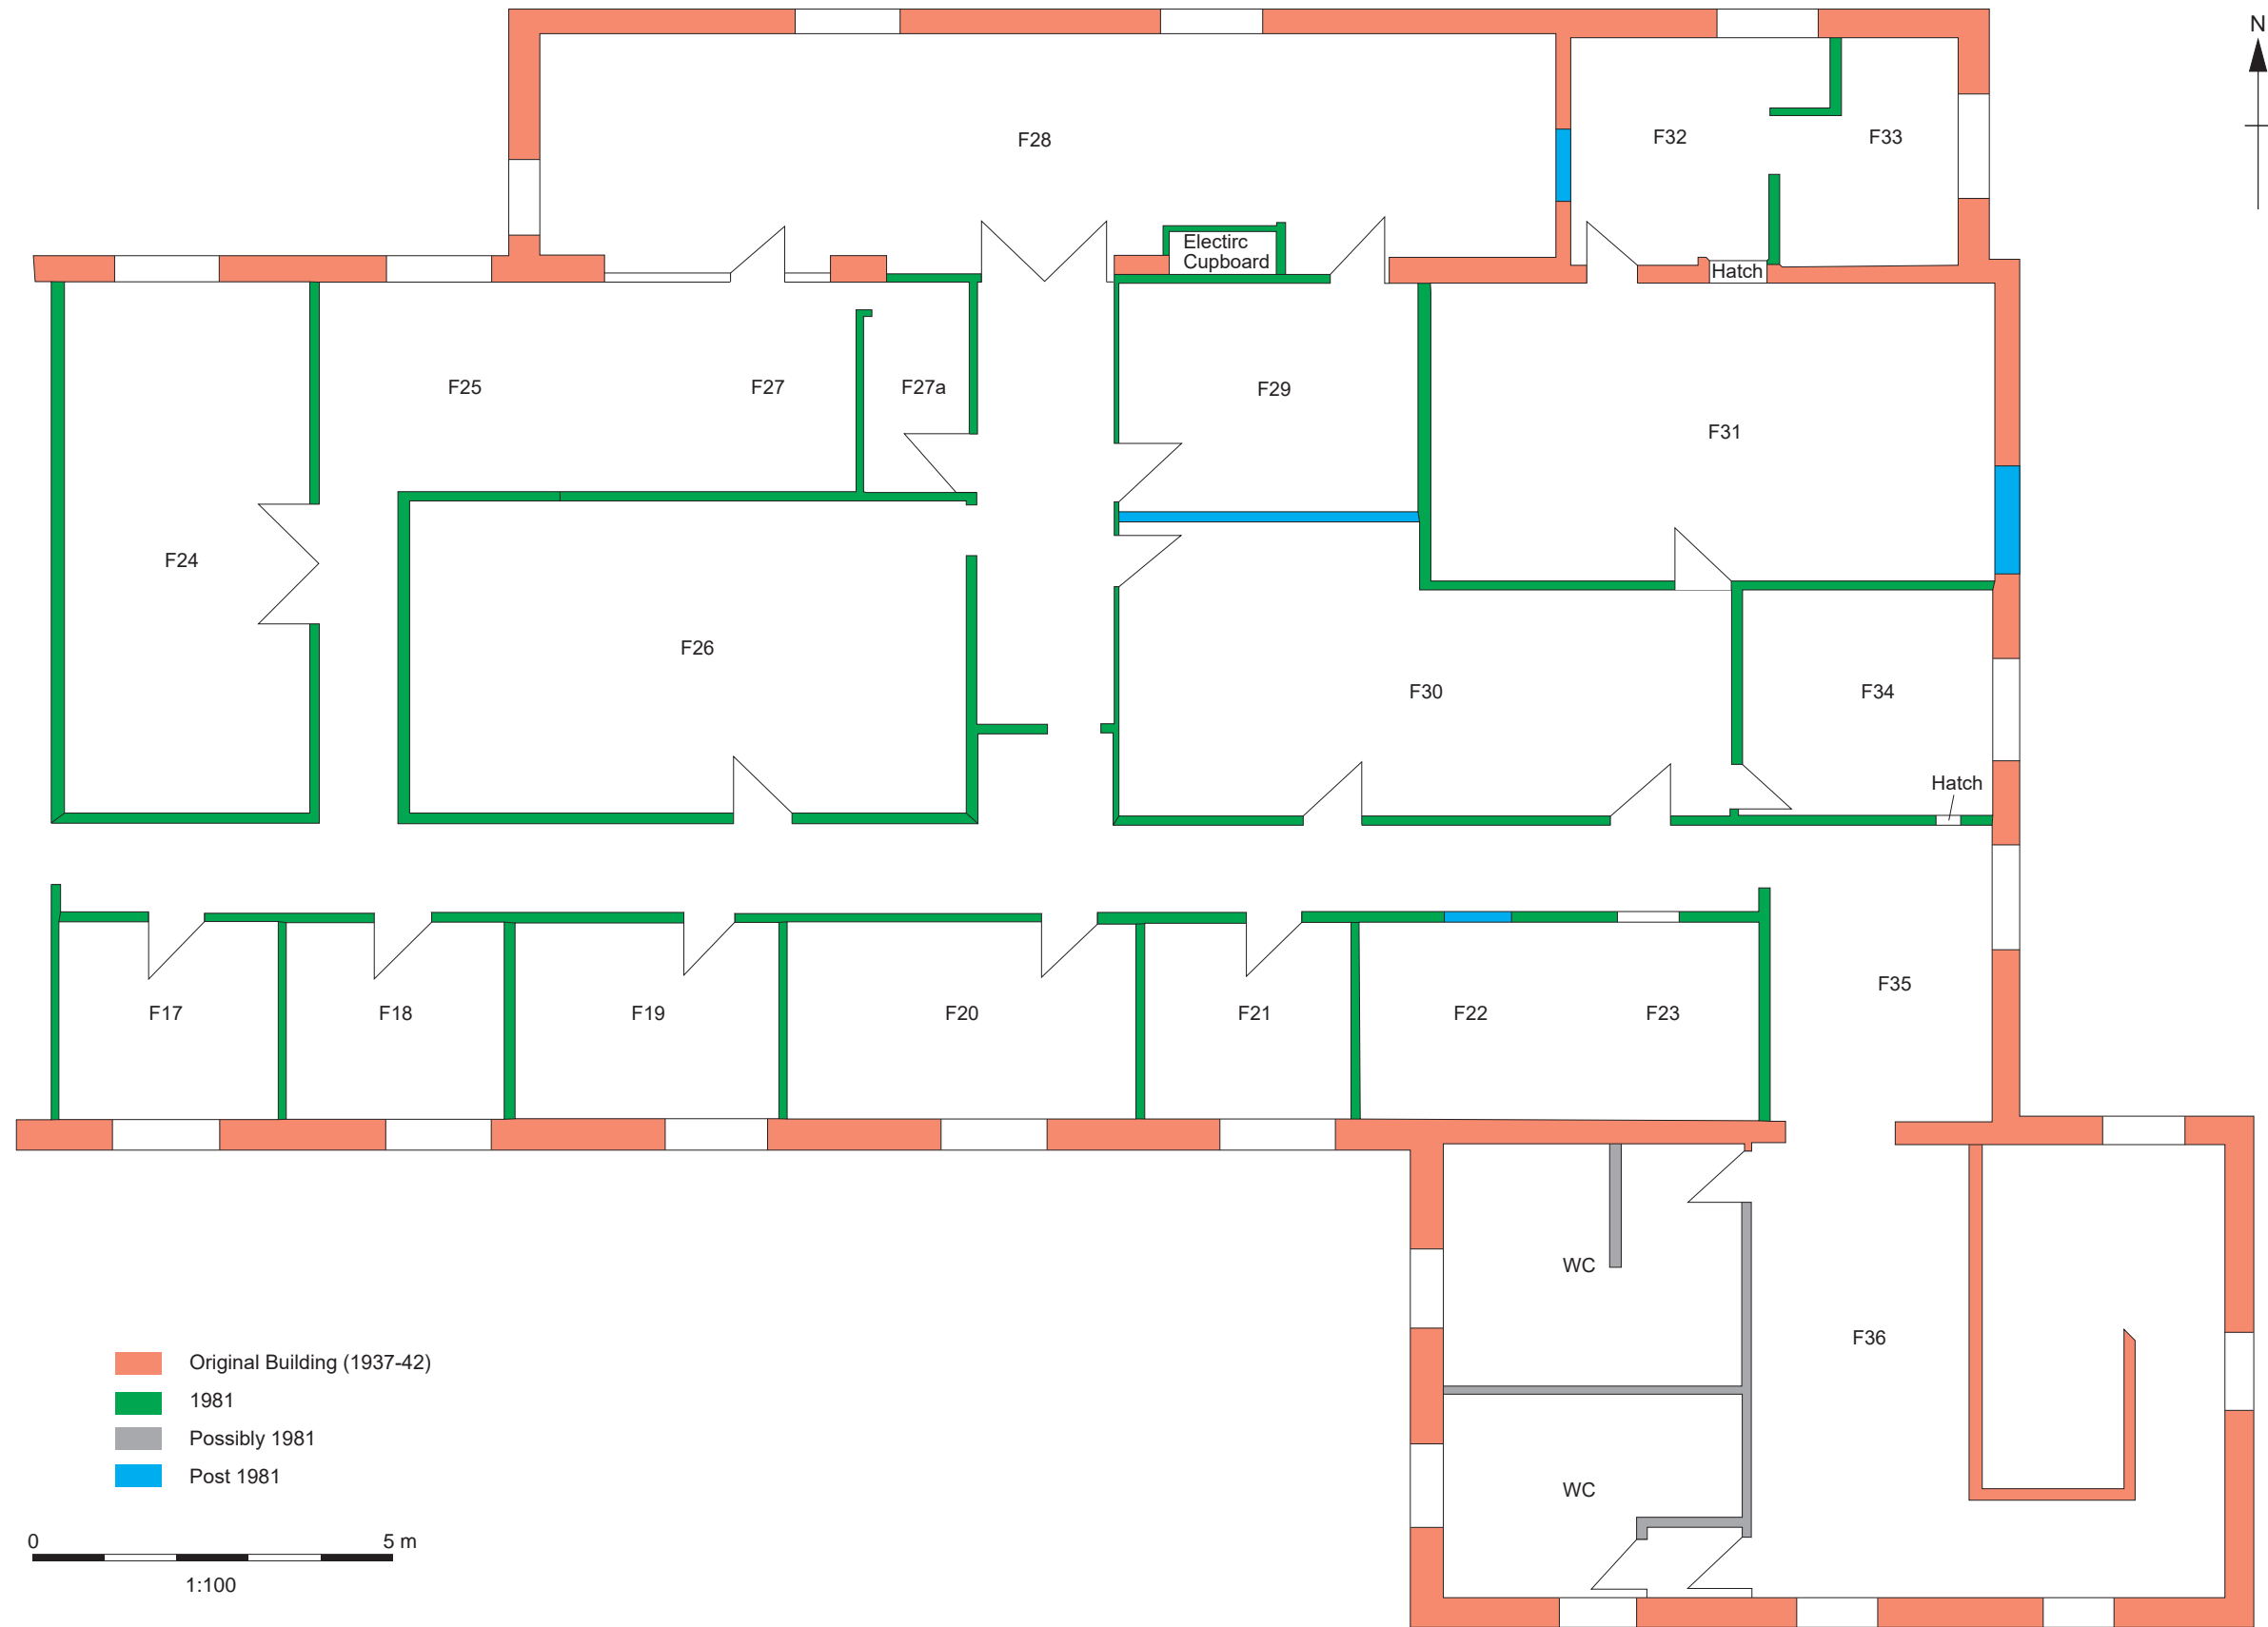 N
F28
F32
F33
Electirc
Cupboard
Hatch
F25
F27
F27a
F29
F31
F24
F26
F30
F34
Hatch
F17
F18
F19
F20
F21
F22
F23
F35
WC
F36
WC
Original Building (1937-42)
1981
Possibly 1981
Post 1981
0 5 m
1:100